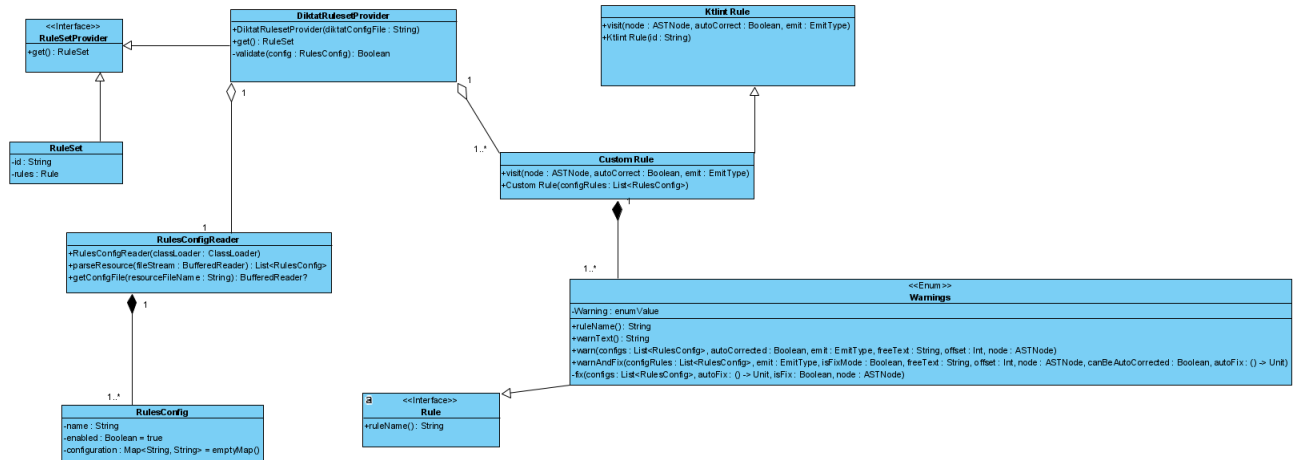 <<Interface>>
RuleSetProvider
+get() : RuleSet
DiktatRulesetProvider
+DiktatRulesetProvider(diktatConfigFile : String)
+get() : RuleSet
-validate(config : RulesConfig) : Boolean
Ktlint Rule
+visit(node : ASTNode, autoCorrect : Boolean, emit : EmitType)
+Ktlint Rule(id : String)
1
1
RuleSet
-id : String
-rules : Rule
1..*
Custom Rule
+visit(node : ASTNode, autoCorrect : Boolean, emit : EmitType)
+Custom Rule(configRules : List<RulesConfig>)
1
1
RulesConfigReader
+RulesConfigReader(classLoader : ClassLoader)
+parseResource(fileStream : BufferedReader) : List<RulesConfig>
+getConfigFile(resourceFileName : String) : BufferedReader?
1
1..*
<<Enum>>
Warnings
-Warning : enumValue
+ruleName() : String
+warnText() : String
+warn(configs : List<RulesConfig>, autoCorrected : Boolean, emit : EmitType, freeText : String, offset : Int, node : ASTNode)
+warnAndFix(configRules : List<RulesConfig>, emit : EmitType, isFixMode : Boolean, freeText : String, offset : Int, node : ASTNode, canBeAutoCorrected : Boolean, autoFix : () -> Unit)
-fix(configs : List<RulesConfig>, autoFix : () -> Unit, isFix : Boolean, node : ASTNode)
1..*
RulesConfig
-name : String
-enabled : Boolean = true
-configuration : Map<String, String> = emptyMap()
<<Interface>>
Rule
+ruleName() : String